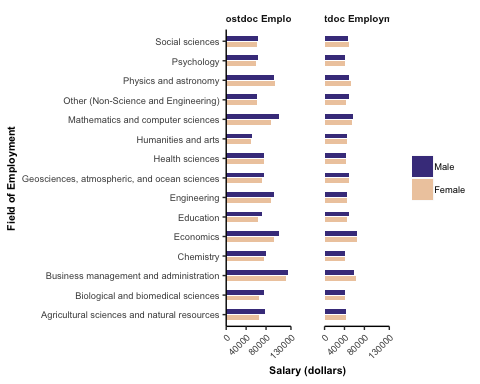 ostdoc Emplo
tdoc Employn
Social sciences
Psychology
Physics and astronomy
Other (Non-Science and Engineering)
Mathematics and computer sciences
Humanities and arts
Health sciences
Geosciences, atmospheric, and ocean sciences
Engineering
Education
Economics
Chemistry
Business management and administration
Biological and biomedical sciences
Agricultural sciences and natural resources
Field of Employment
Male
Female
0
40000
80000
130000
0
40000
80000
130000
Salary (dollars)